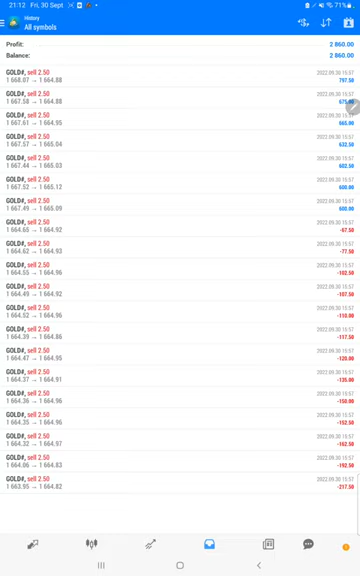 21:12 Fri, 30 Sept 71%
History
All symbols
Profit: 2 860.00
Balance: 2 860.00
GOLD#, sell 2.50 2022.09.30 15:57
1 668.07 → 1 664.88 797.50
GOLD#, sell 2.50 2022.09.30 15:57
1 667.58 → 1 664.88 675.00
GOLD#, sell 2.50 2022.09.30 15:57
1 667.61 → 1 664.95 665.00
GOLD#, sell 2.50 2022.09.30 15:57
1 667.57 → 1 665.04 632.50
GOLD#, sell 2.50 2022.09.30 15:57
1 667.44 → 1 665.03 602.50
GOLD#, sell 2.50 2022.09.30 15:57
1 667.52 → 1 665.12 600.00
GOLD#, sell 2.50 2022.09.30 15:57
1 667.49 → 1 665.09 600.00
GOLD#, sell 2.50 2022.09.30 15:57
1 664.65 → 1 664.92 -67.50
GOLD#, sell 2.50 2022.09.30 15:57
1 664.62 → 1 664.93 -77.50
GOLD#, sell 2.50 2022.09.30 15:57
1 664.55 → 1 664.96 -102.50
GOLD#, sell 2.50 2022.09.30 15:57
1 664.49 → 1 664.92 -107.50
GOLD#, sell 2.50 2022.09.30 15:57
1 664.52 → 1 664.96 -110.00
GOLD#, sell 2.50 2022.09.30 15:57
1 664.39 → 1 664.86 -117.50
GOLD#, sell 2.50 2022.09.30 15:57
1 664.47 → 1 664.95 -120.00
GOLD#, sell 2.50 2022.09.30 15:57
1 664.37 → 1 664.91 -135.00
GOLD#, sell 2.50 2022.09.30 15:57
1 664.36 → 1 664.96 -150.00
GOLD#, sell 2.50 2022.09.30 15:57
1 664.35 → 1 664.96 -152.50
GOLD#, sell 2.50 2022.09.30 15:57
1 664.32 → 1 664.97 -162.50
GOLD#, sell 2.50 2022.09.30 15:57
1 664.06 → 1 664.83 -192.50
GOLD#, sell 2.50 2022.09.30 15:57
1 663.95 → 1 664.82 -217.50